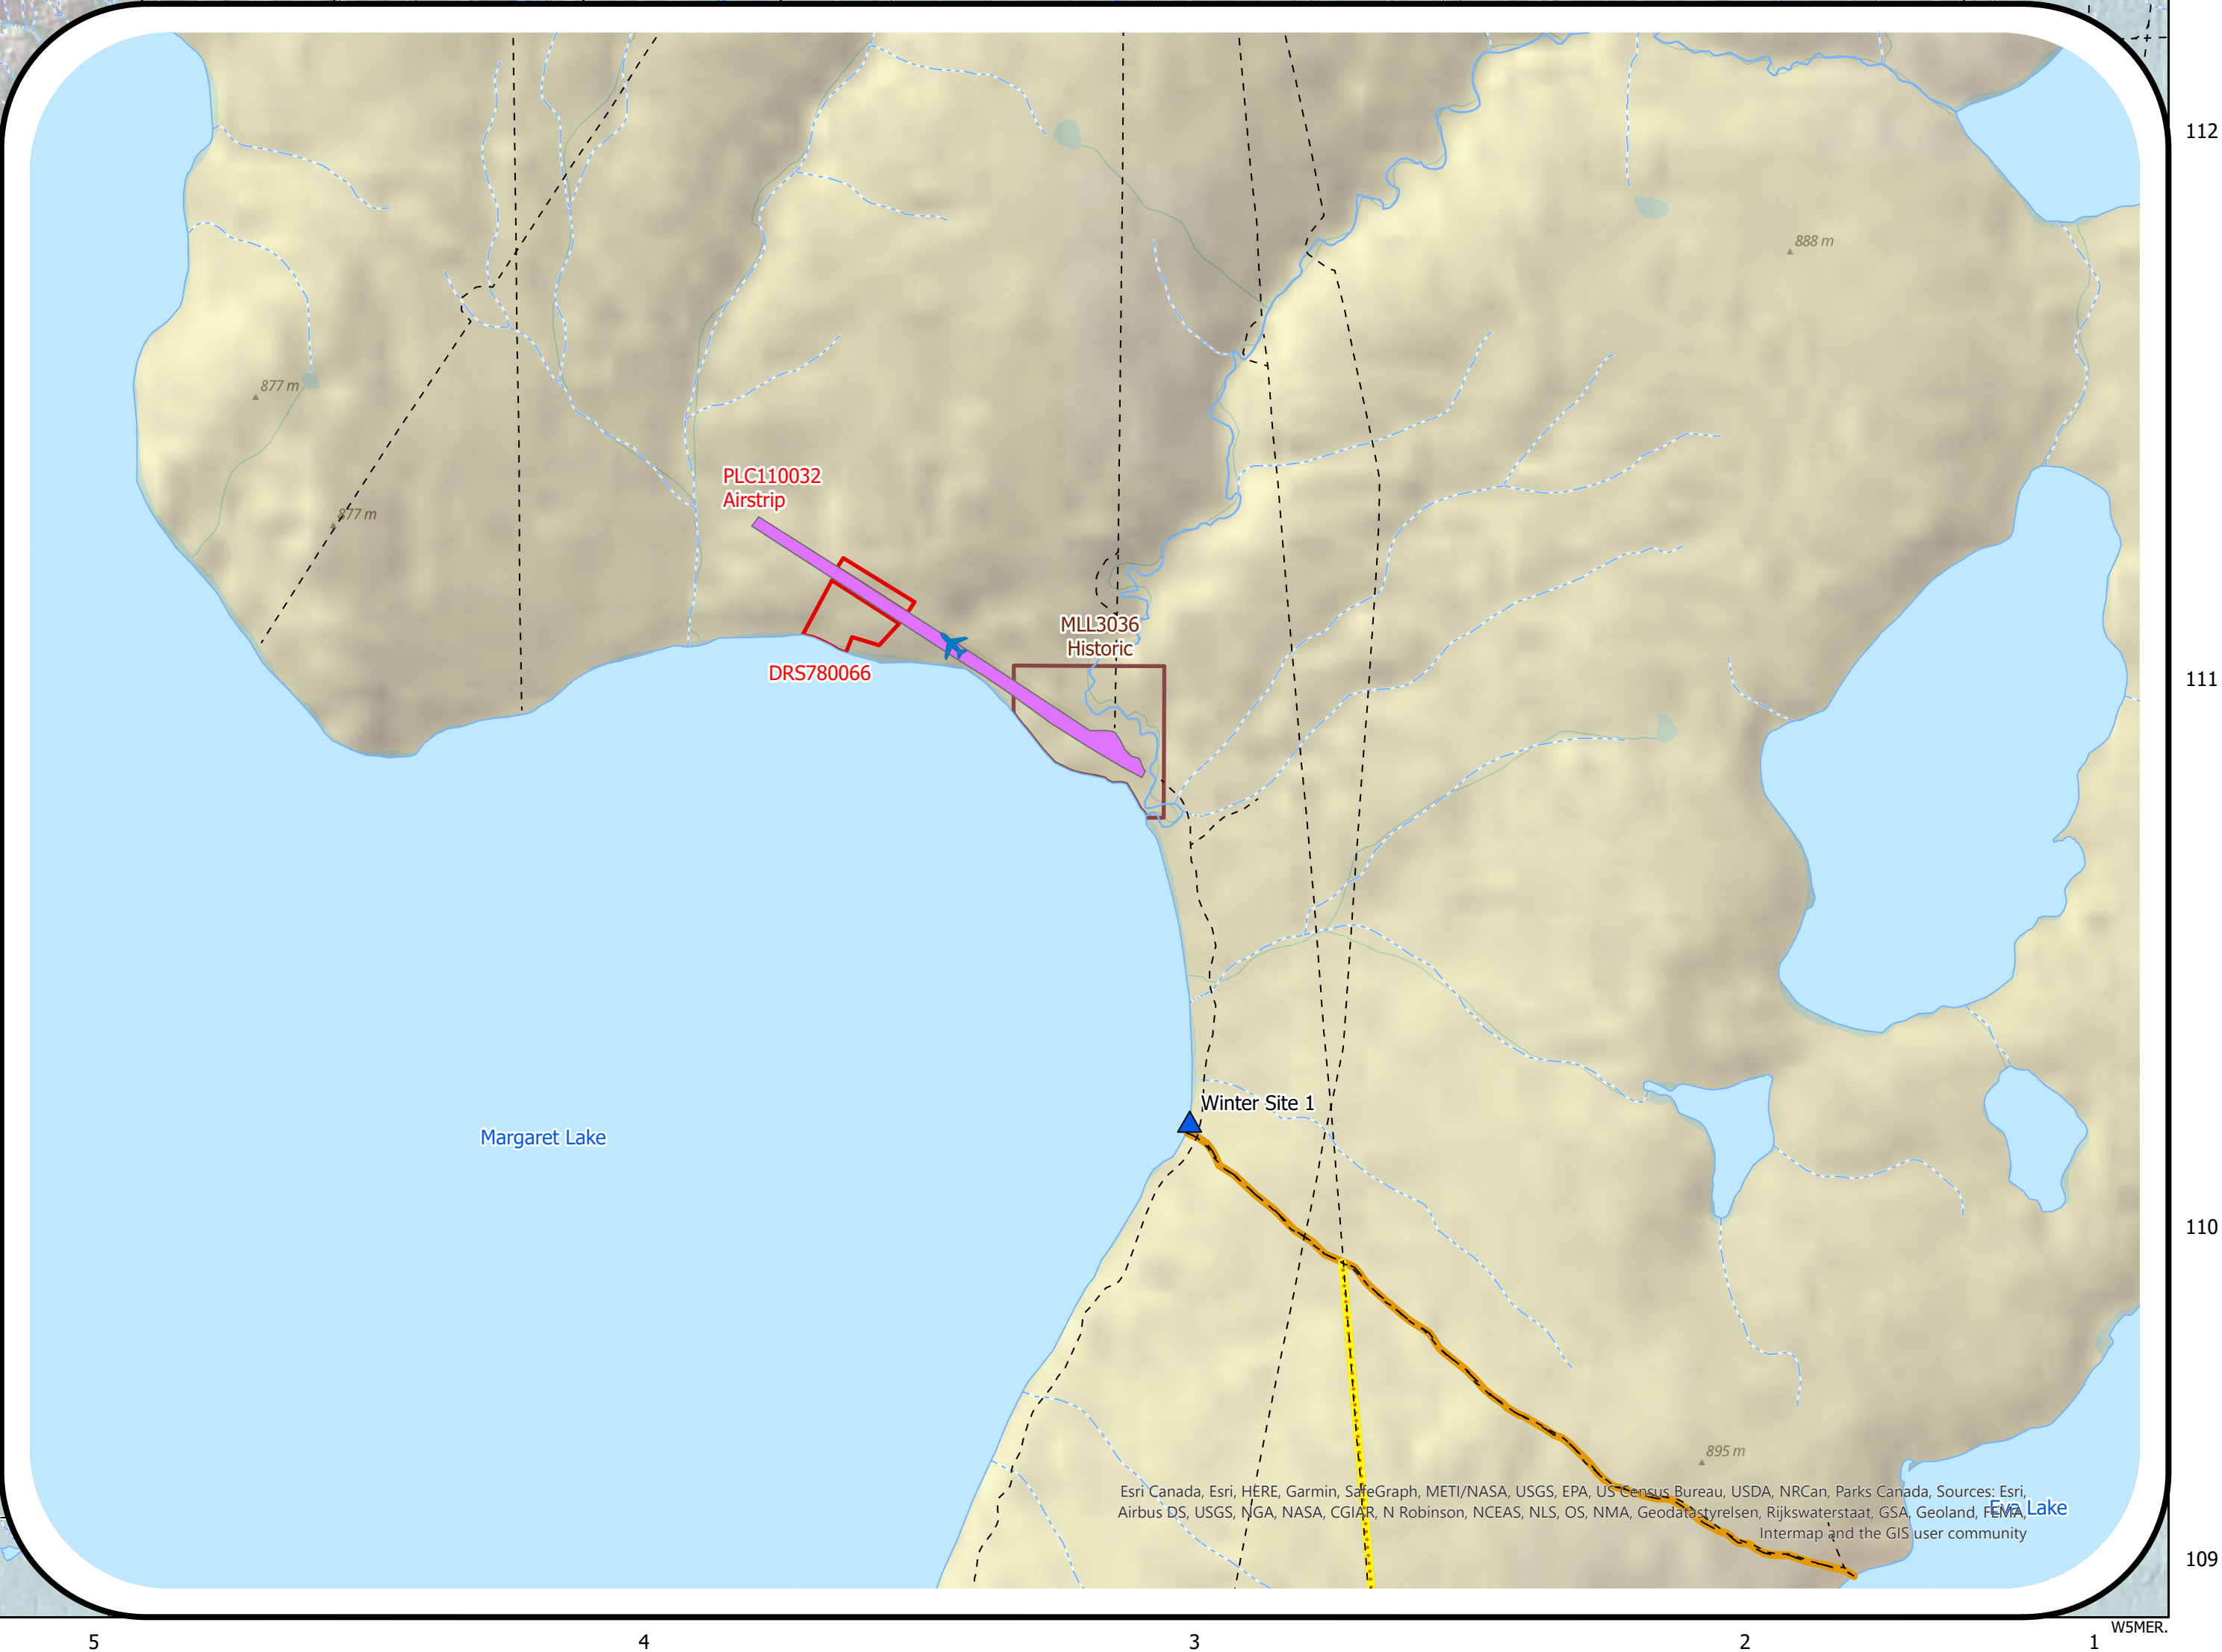 112
888 m
877 m
PLC110032
Airstrip
877 m
MLL3036
Historic
DRS780066
111
Winter Site 1
Margaret Lake
110
895 m
Esri Canada, Esri, HERE, Garmin, SafeGraph, METI/NASA, USGS, EPA, US Census Bureau, USDA, NRCan, Parks Canada, Sources: Esri,
Airbus DS, USGS, NGA, NASA, CGIAR, N Robinson, NCEAS, NLS, OS, NMA, Geodatastyrelsen, Rijkswaterstaat, GSA, Geoland, FEMA,
Intermap and the GIS user community
Eva Lake
109
W5MER.
5 4 3 2 1